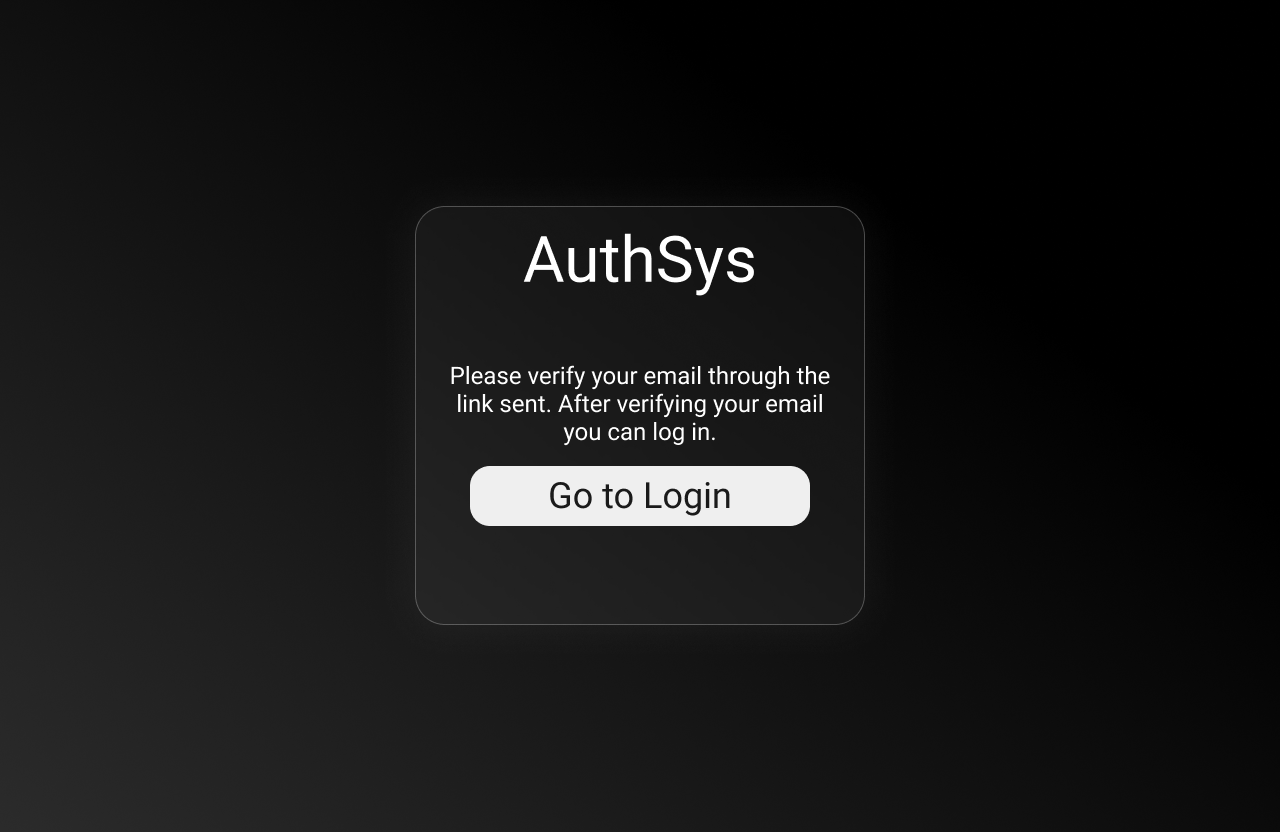 AuthSys
Please verify your email through the
link sent. After verifying your email
you can log in.
Go to Login